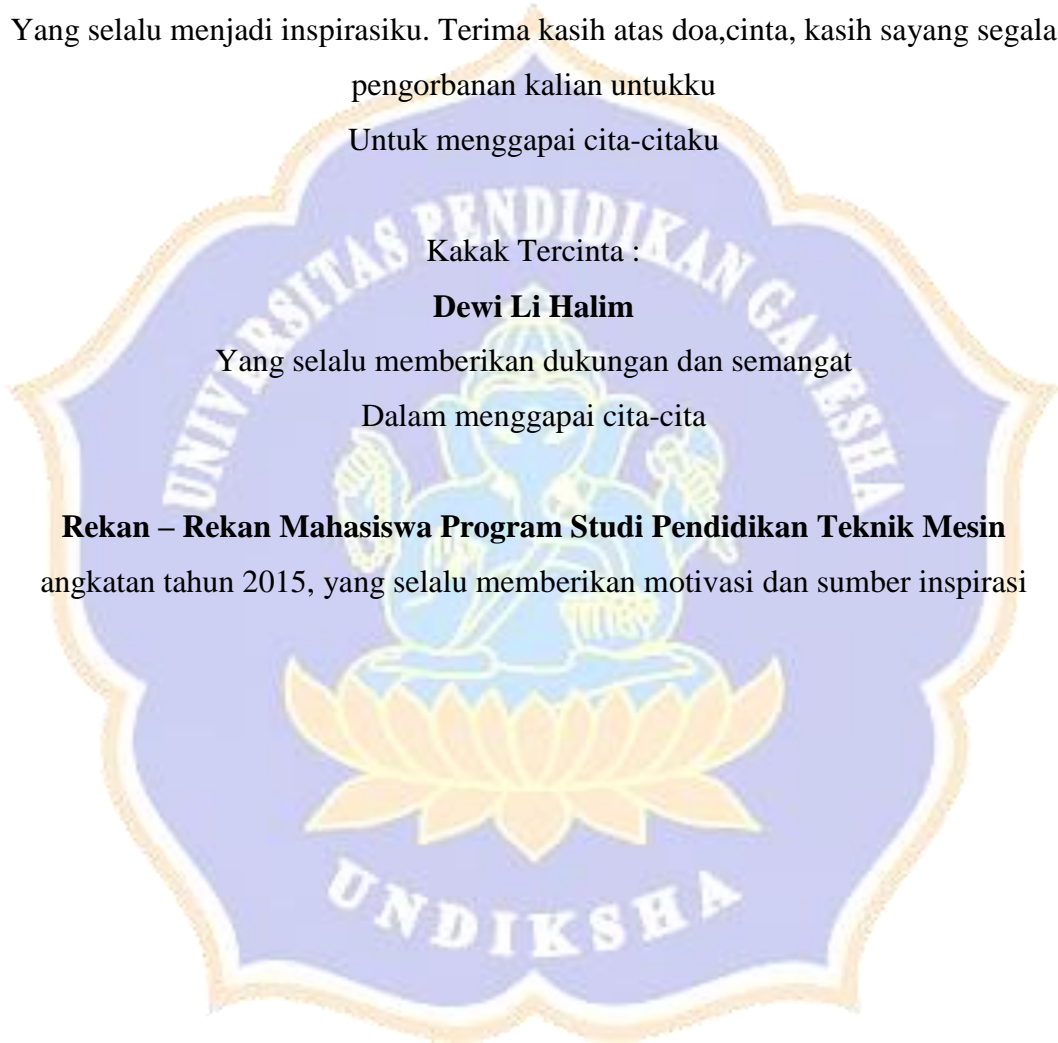 Yang selalu menjadi inspirasiku. Terima kasih atas doa,cinta, kasih sayang segala
pengorbanan kalian untukku
Untuk menggapai cita-citaku
UNIVERSITAS PENDIDIKAN GANESHA
Kakak Tercinta :
Dewi Li Halim
Yang selalu memberikan dukungan dan semangat
Dalam menggapai cita-cita
Rekan – Rekan Mahasiswa Program Studi Pendidikan Teknik Mesin
angkatan tahun 2015, yang selalu memberikan motivasi dan sumber inspirasi
UNDIKSHA